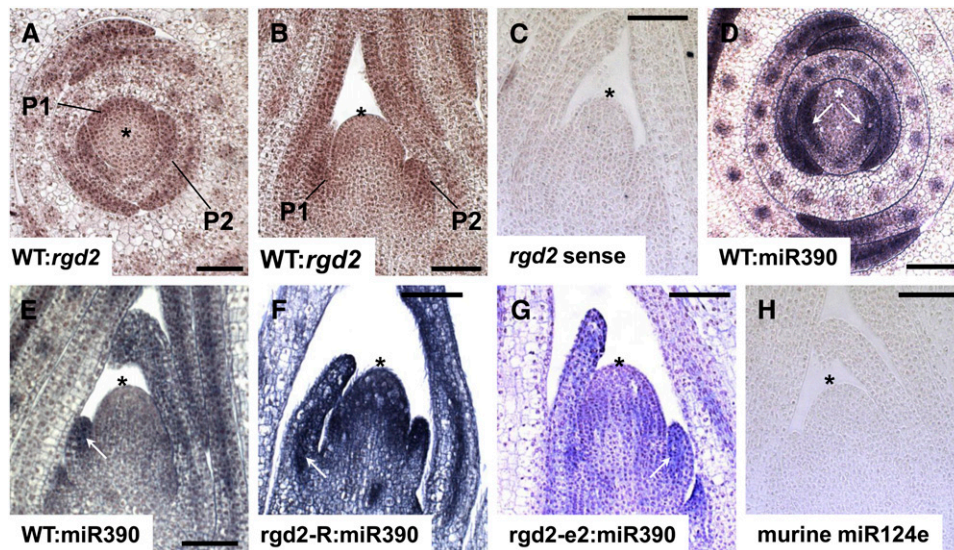 A
P1
*
P2
WT:rgd2
B
*
P1
P2
WT:rgd2
C
*
rgd2 sense
D
*
WT:miR390
E
*
WT:miR390
F
*
rgd2-R:miR390
G
*
rgd2-e2:miR390
H
*
murine miR124e